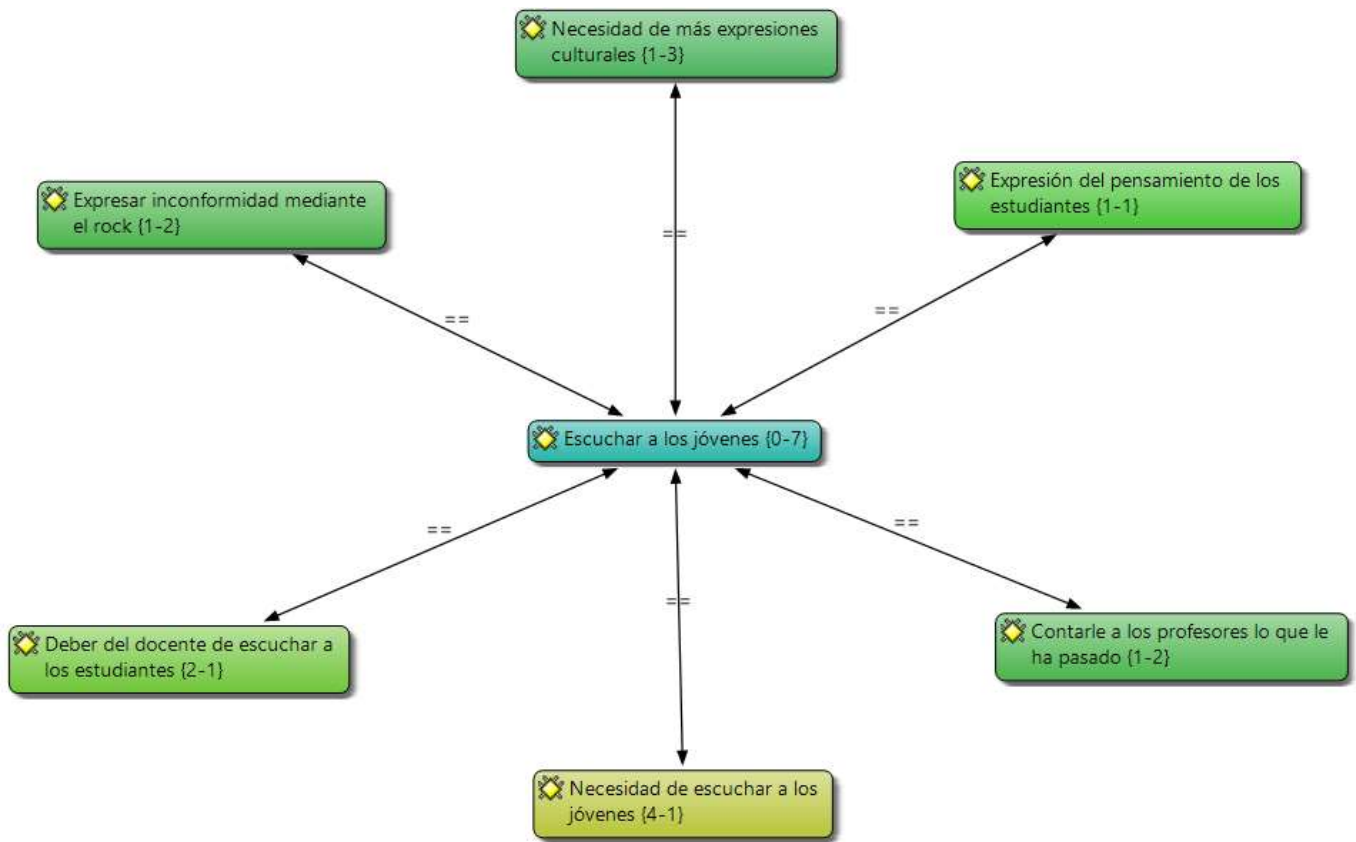 Necesidad de más expresiones
culturales {1-3}
Expresar inconformidad mediante
el rock {1-2}
Expresión del pensamiento de los
estudiantes {1-1}
==
==
==
Escuchar a los jóvenes {0-7}
==
==
==
Deber del docente de escuchar a
los estudiantes {2-1}
Contarle a los profesores lo que le
ha pasado {1-2}
Necesidad de escuchar a los
jóvenes {4-1}